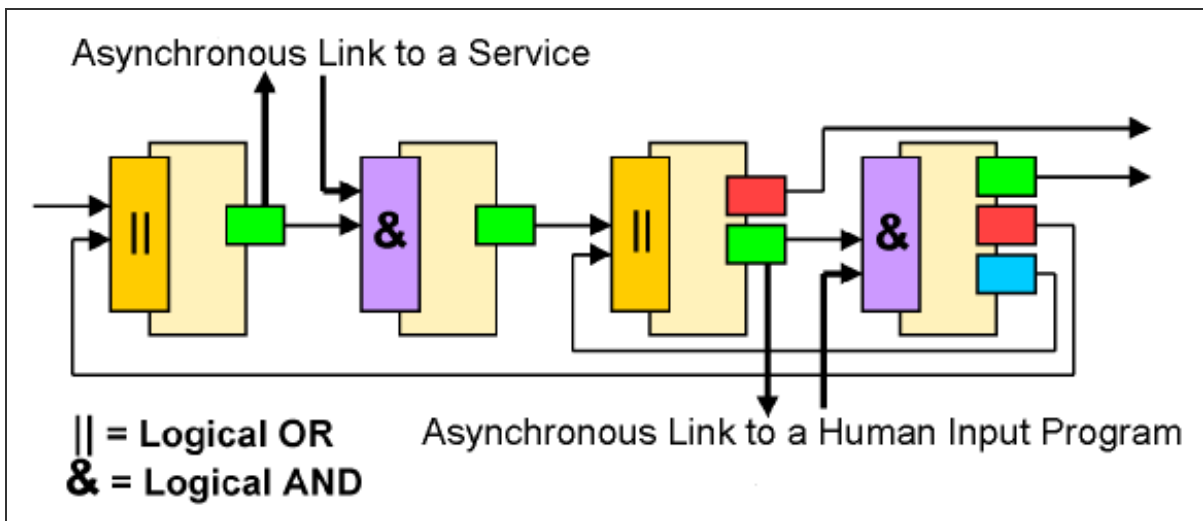 Asynchronous Link to a Service
||
&
||
&
|| = Logical OR
& = Logical AND
Asynchronous Link to a Human Input Program